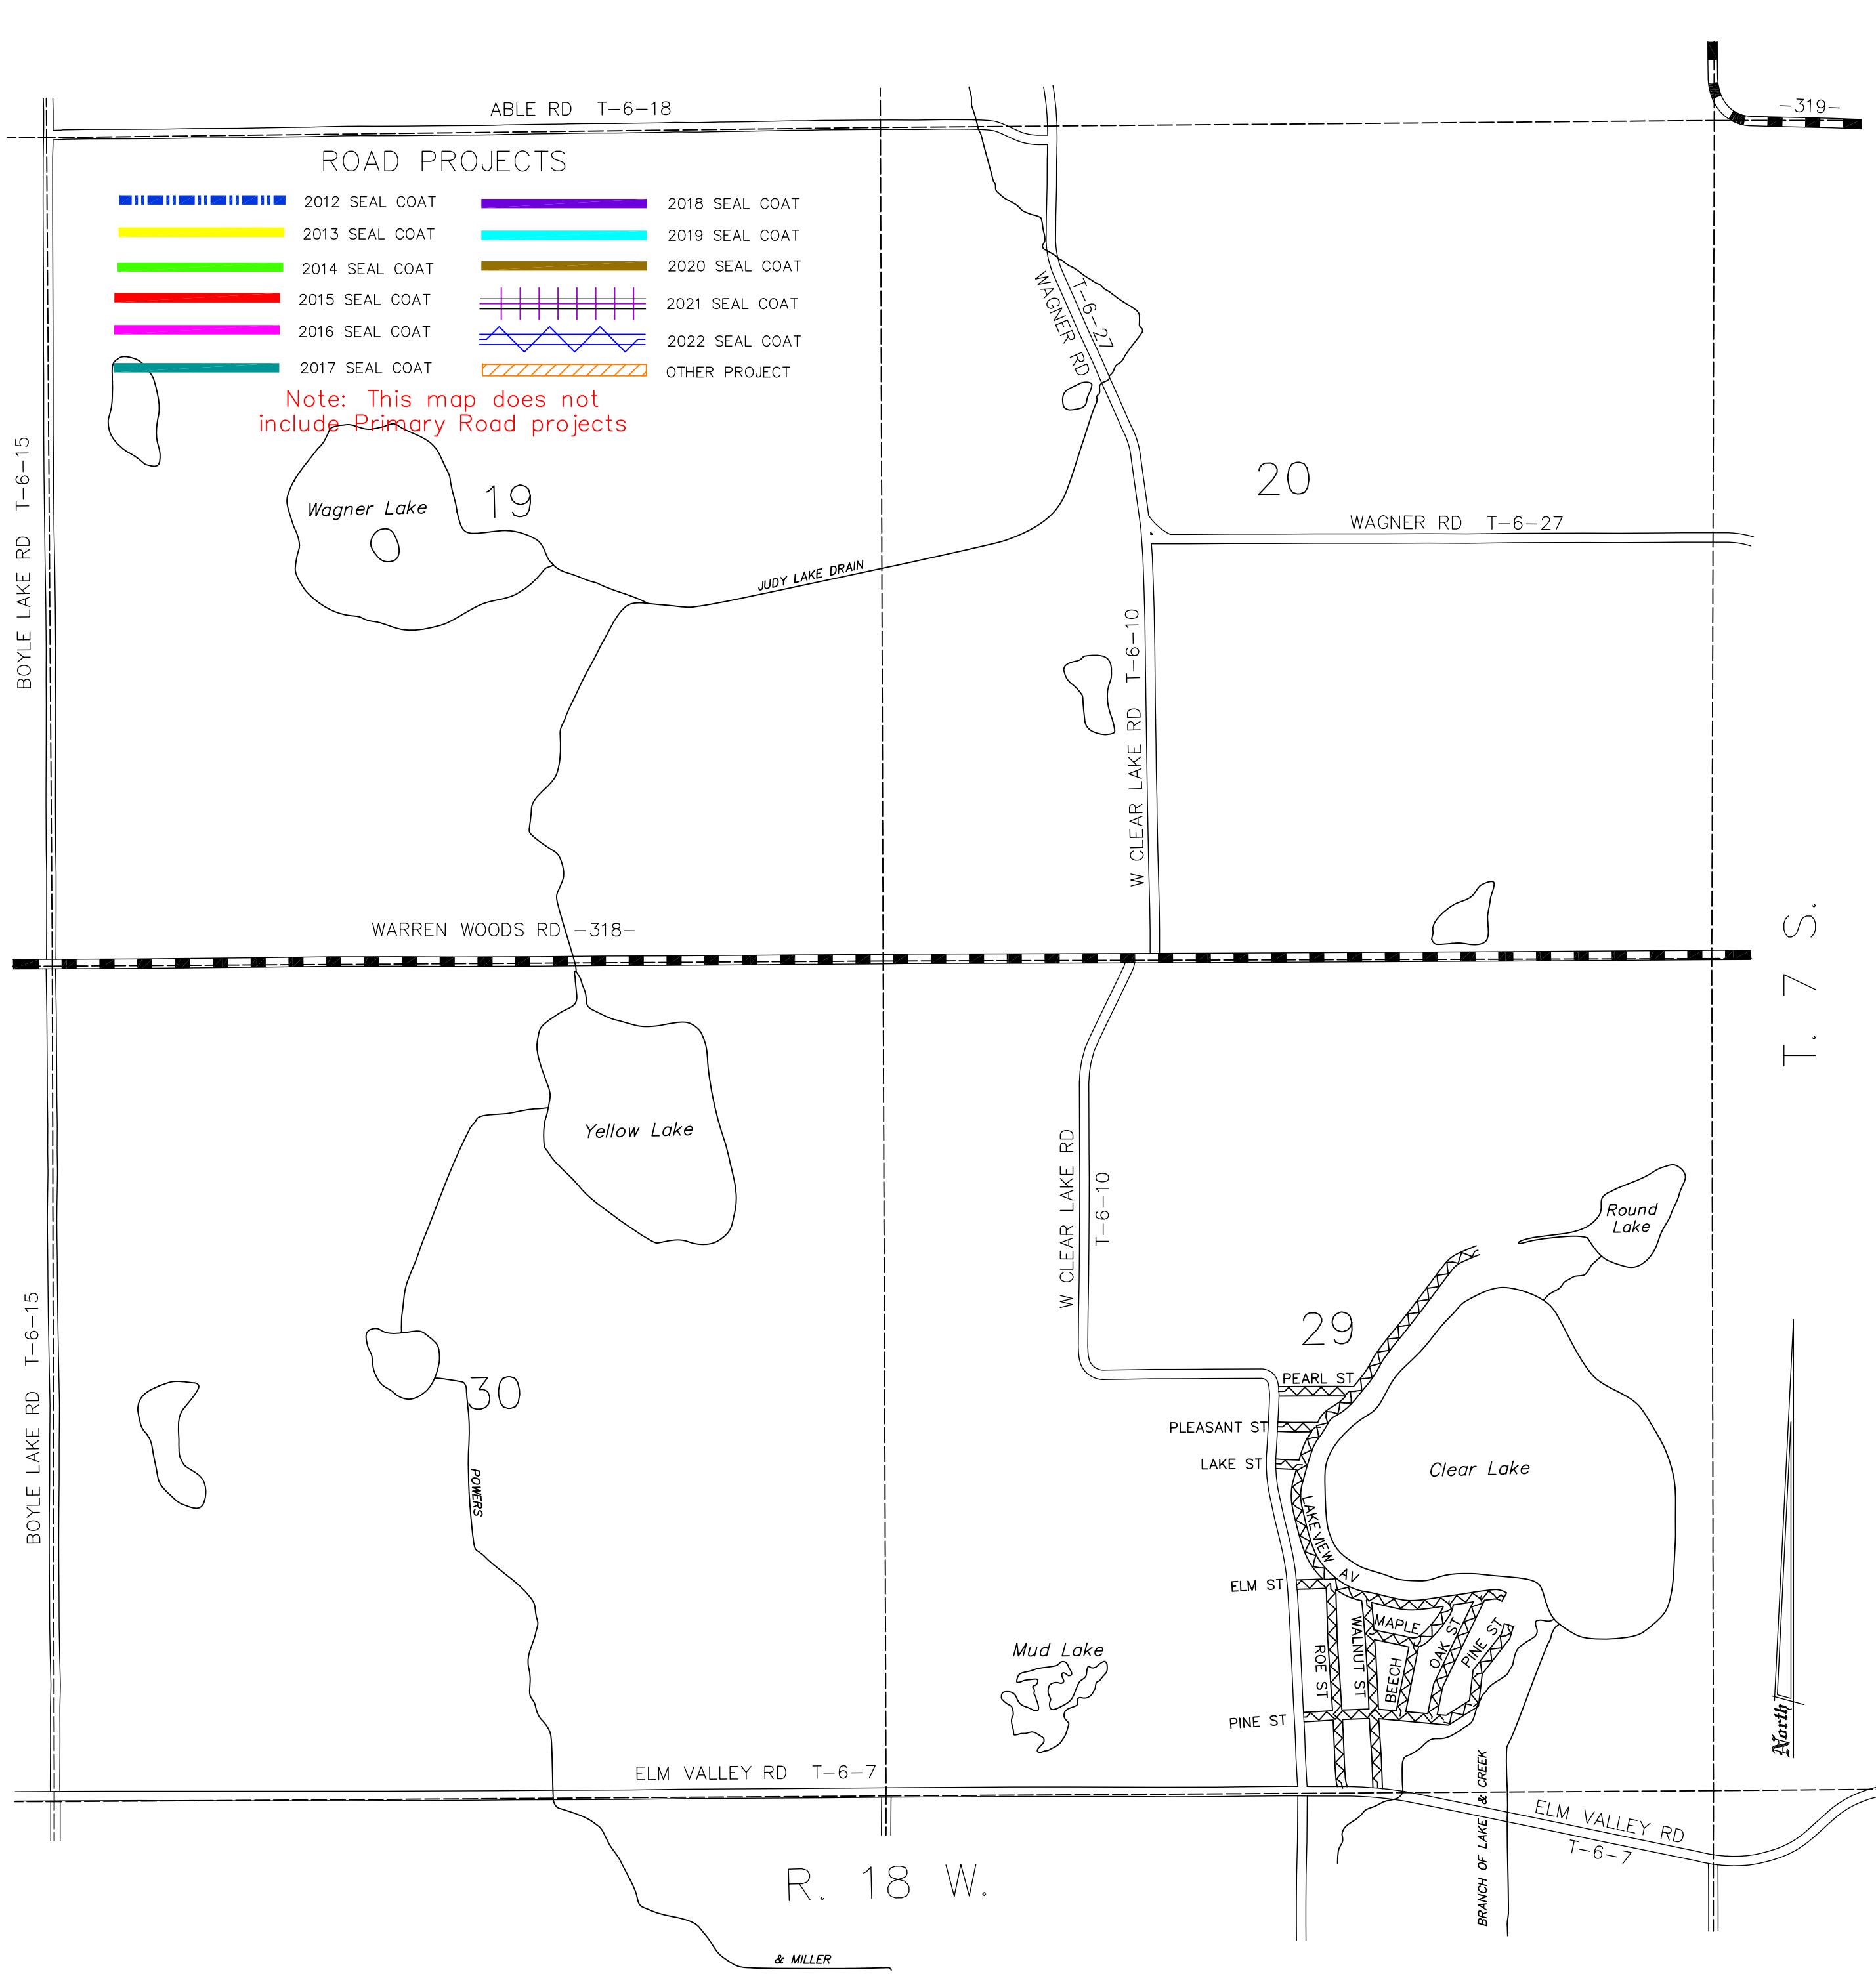 -319-
ABLE RD T-6-18
ROAD PROJECTS
2012 SEAL COAT
2013 SEAL COAT
2014 SEAL COAT
2015 SEAL COAT
2016 SEAL COAT
2017 SEAL COAT
2018 SEAL COAT
2019 SEAL COAT
2020 SEAL COAT
2021 SEAL COAT
2022 SEAL COAT
OTHER PROJECT
Note: This map does not
include Primary Road projects
WAGNER RD
T-6-27
BOYLE LAKE RD T-6-15
Wagner Lake
19
20
WAGNER RD T-6-27
JUDY LAKE DRAIN
W CLEAR LAKE RD T-6-10
WARREN WOODS RD -318-
T. 7 S.
Yellow Lake
W CLEAR LAKE RD
T-6-10
Round
Lake
BOYLE LAKE RD T-6-15
29
30
PEARL ST
PLEASANT ST
LAKE ST
Clear Lake
POWERS
LAKEVIEW AV
ELM ST
MAPLE
WALNUT ST
ROE ST
BEECH
OAK ST
PINE ST
Mud Lake
PINE ST
North
ELM VALLEY RD T-6-7
ELM VALLEY RD
T-6-7
BRANCH OF LAKE & CREEK
R. 18 W.
& MILLER